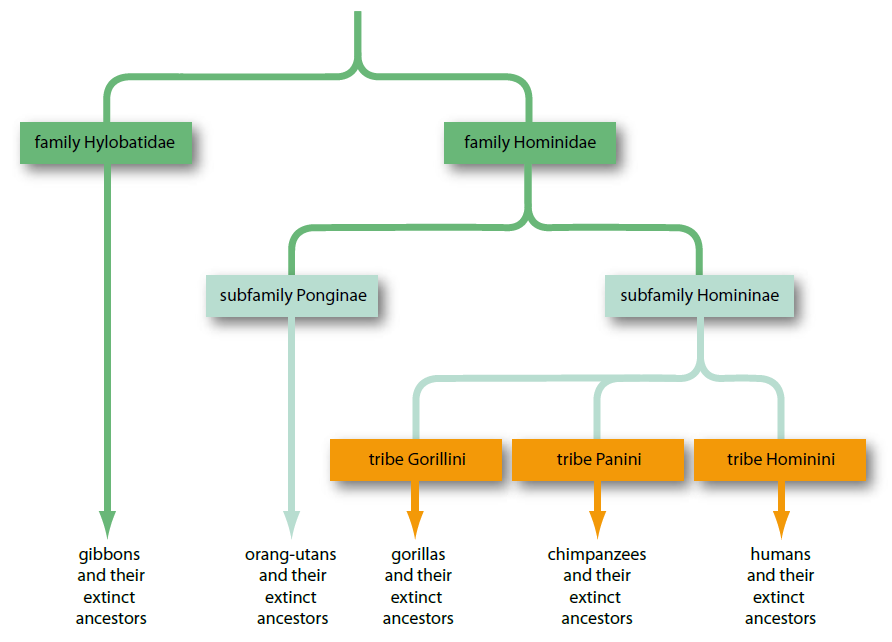 family Hylobatidae
family Hominidae
subfamily Ponginae
subfamily Homininae
tribe Gorillini
tribe Panini
tribe Hominini
gibbons
and their
extinct
ancestors
orang-utans
and their
extinct
ancestors
gorillas
and their
extinct
ancestors
chimpanzees
and their
extinct
ancestors
humans
and their
extinct
ancestors